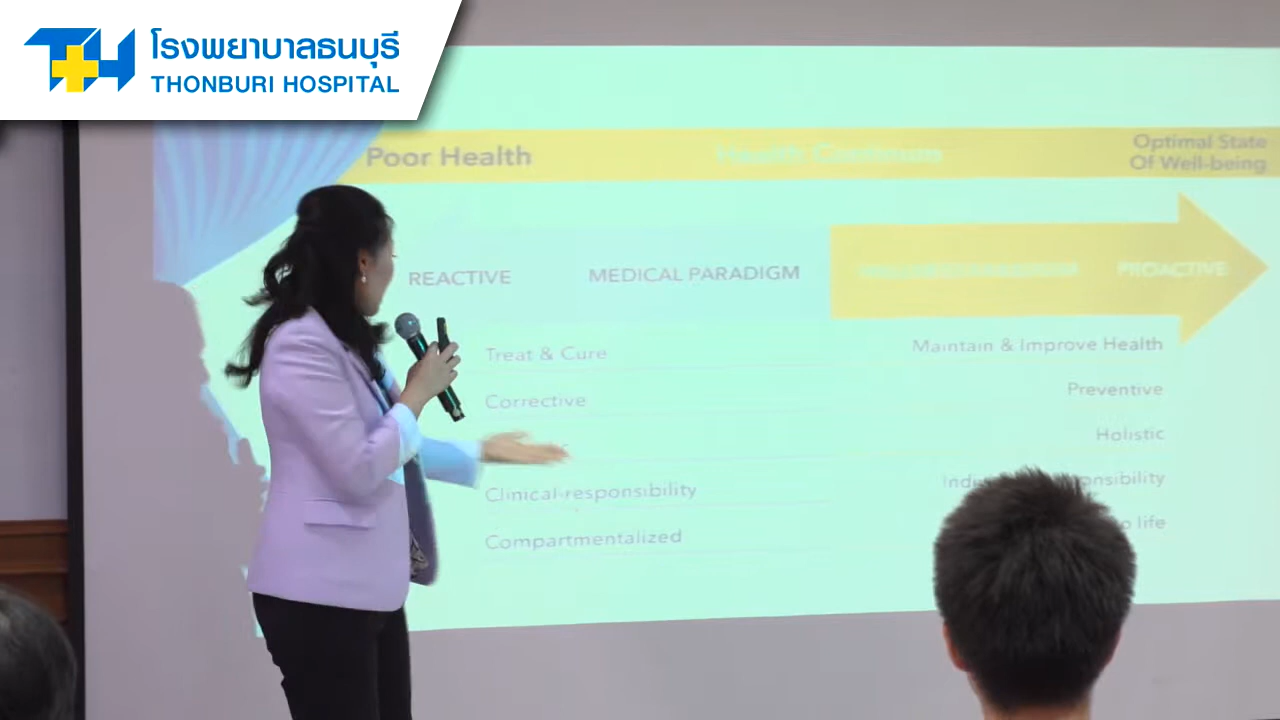 โรงพยาบาลธนบุรี
THONBURI HOSPITAL
Poor Health
Health Continuum
Optimal State
Of Well-being
REACTIVE
MEDICAL PARADIGM
PROACTIVE
Treat & Cure
Maintain & Improve Health
Corrective
Preventive
Holistic
Clinical-responsibility
Compartmentalized
life